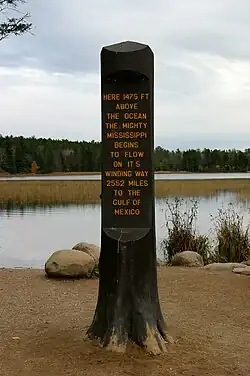 HERE 1475 FT
ABOVE
THE OCEAN
THE MIGHTY
MISSISSIPPI
BEGINS
TO FLOW
ON IT'S
WINDING WAY
2552 MILES
TO THE
GULF OF
MEXICO